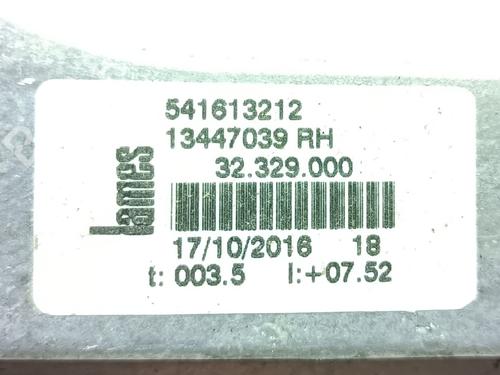 541613212
13447039 RH
32.329.000
Lames
17/10/2016 18
t: 003.5 l:+07.52